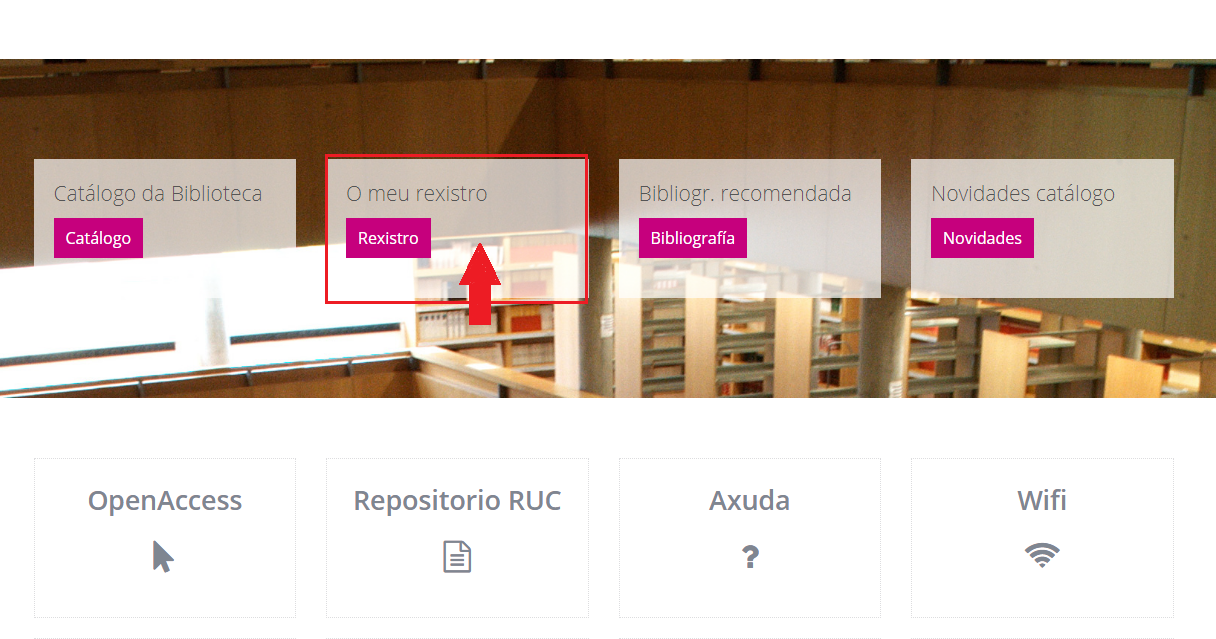 Catálogo da Biblioteca
Catálogo
O meu rexistro
Rexistro
Bibliogr. recomendada
Bibliografía
Novidades catálogo
Novidades
OpenAccess
Repositorio RUC
Axuda
?
Wifi